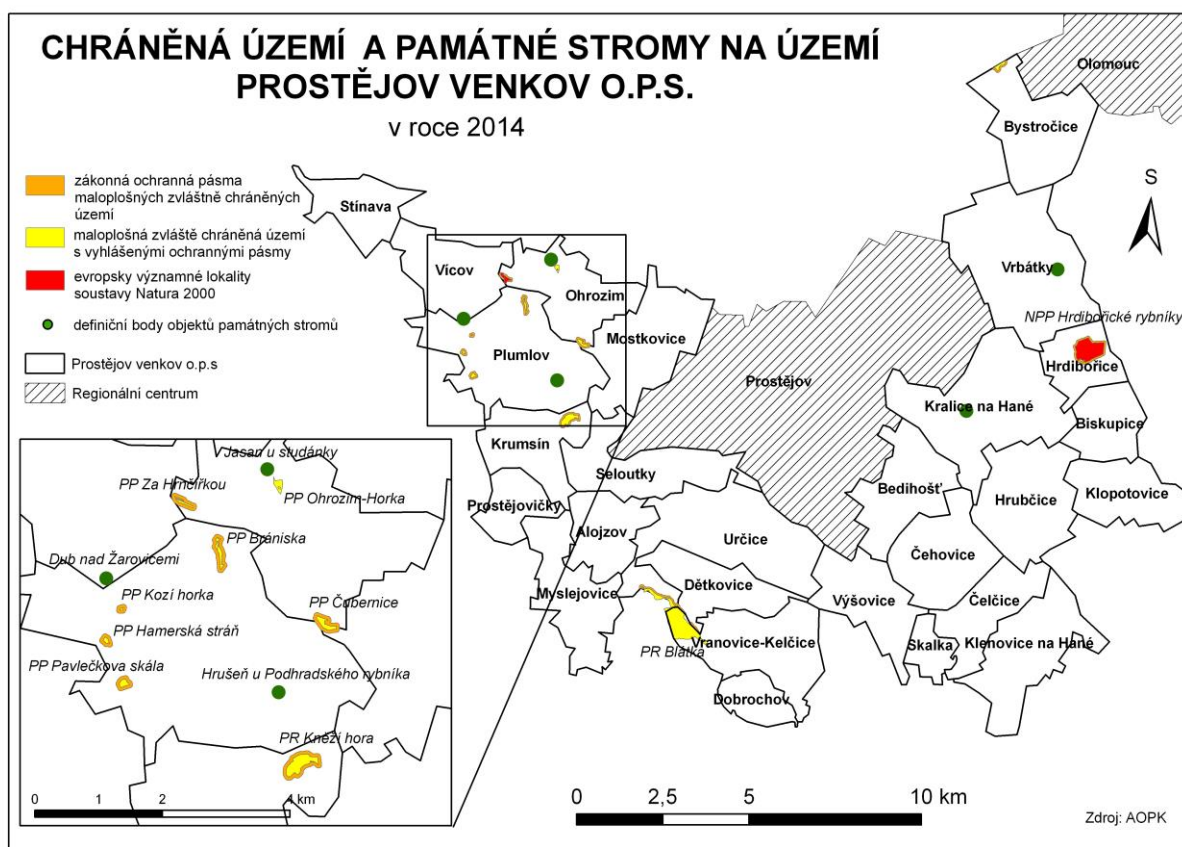 CHRÁNĚNÁ ÚZEMÍ A PAMÁTNÉ STROMY NA ÚZEMÍ
PROSTĚJOV VENKOV O.P.S.
v roce 2014
zákonná ochranná pásma
maloplošných zvláštně chráněných
území
maloplošná zvláště chráněná území
s vyhlášenými ochrannými pásmy
evropsky významné lokality
soustavy Natura 2000
definiční body objektů památných stromů
Prostějov venkov o.p.s
Regionální centrum
Olomouc
Bystročice
S
Stínava
Vícov
Ohrozim
Vrbátky
NPP Hrdibořické rybníky
Mostkovice
Plumlov
Hrdibořice
Prostějov
Kralice na Hané
Biskupice
Krumsín
Seloutky
Bedihošť
Hrubčice
Klopotovice
Prostějovičky
Alojzov
Určice
Čehovice
Myslejovice
Dětkovice
Výšovice
Čelčice
PR Blátka
Vranovice-Kelčice
Skalka
Klenovice na Hané
Dobrochov
Jasan u studánky
PP Za Hrnčířkou
PP Ohrozim-Horka
PP Brániska
Dub nad Žarovicemi
PP Kozí horka
PP Čubernice
PP Hamerská stráň
PP Pavlečkova skála
Hrušeň u Podhradského rybníka
PR Kněží hora
0 1 2 4 km
0 2,5 5 10 km
Zdroj: AOPK